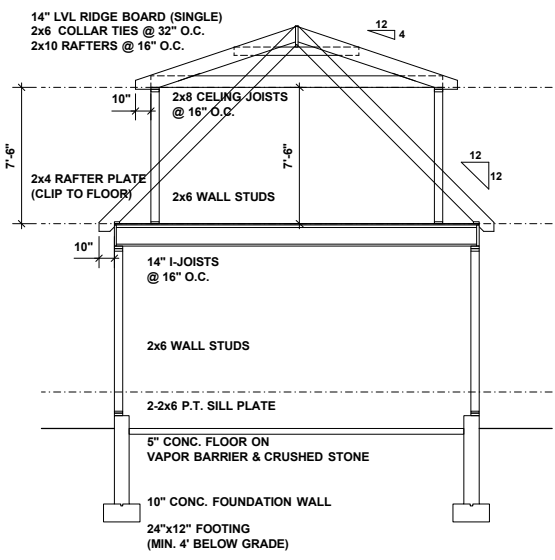 14" LVL RIDGE BOARD (SINGLE)
2x6 COLLAR TIES @ 32" O.C.
2x10 RAFTERS @ 16" O.C.
12
4
10"
2x8 CELING JOISTS
@ 16" O.C.
7'-6"
7'-6"
12
12
2x4 RAFTER PLATE
(CLIP TO FLOOR)
2x6 WALL STUDS
10"
14" I-JOISTS
@ 16" O.C.
2x6 WALL STUDS
2-2x6 P.T. SILL PLATE
5" CONC. FLOOR ON
VAPOR BARRIER & CRUSHED STONE
10" CONC. FOUNDATION WALL
24"x12" FOOTING
(MIN. 4' BELOW GRADE)